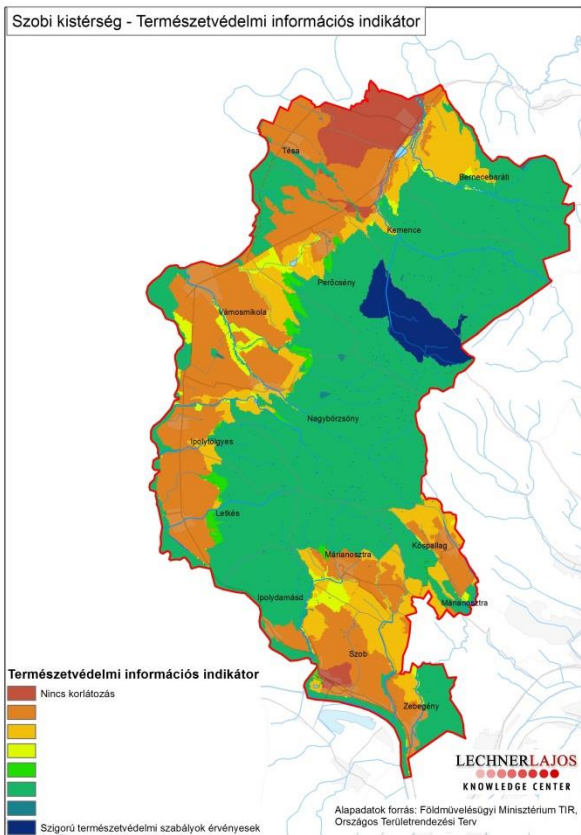 Szobi kistérség - Természetvédelmi információs indikátor
Tésa
Bernecebaráti
Kemence
Perőcsény
Vámosmikola
Nagybörzsöny
Ipolytölgyes
Letkés
Kóspallag
Márianosztra
Márianosztra
Ipolydamásd
Szob
Zebegény
Természetvédelmi információs indikátor
Nincs korlátozás
Szigorú természetvédelmi szabályok érvényesek
LECHNERLAJOS
KNOWLEDGE CENTER
Alapadatok forrás: Földmüvelésügyi Minisztérium TIR,
Országos Területrendezési Terv